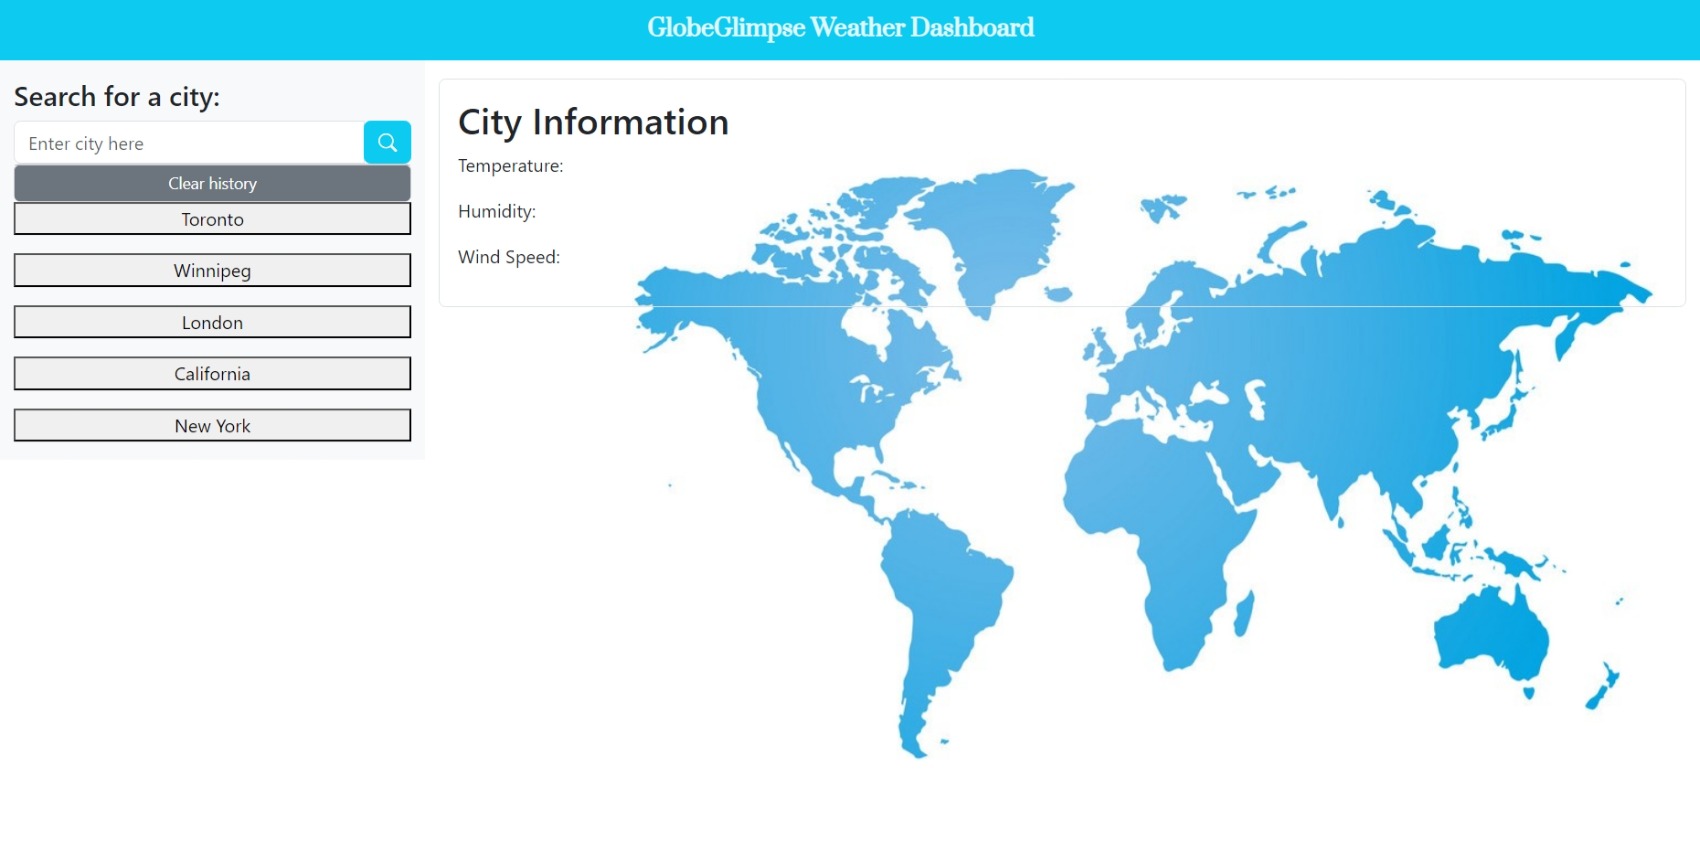 GlobeGlimpse Weather Dashboard
Search for a city:
Enter city here
Clear history
Toronto
Winnipeg
London
California
New York
City Information
Temperature:
Humidity:
Wind Speed: